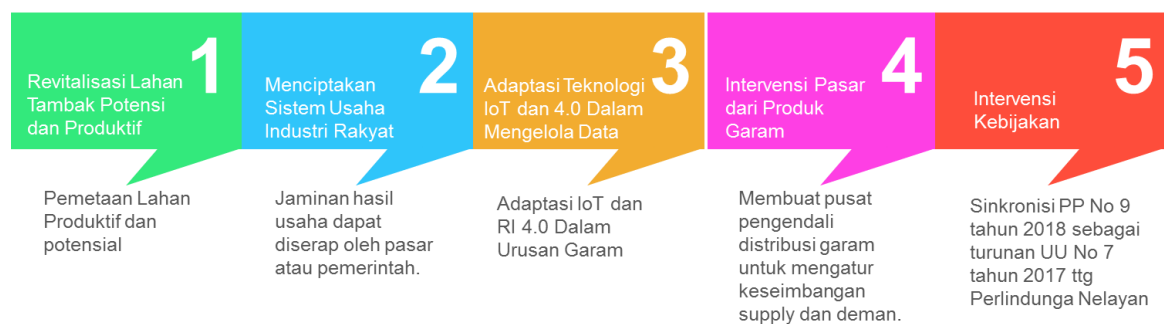 1
Revitalisasi Lahan
Tambak Potensi
dan Produktif
Pemetaan Lahan
Produktif dan
potensial
2
Menciptakan
Sistem Usaha
Industri Rakyat
Jaminan hasil
usaha dapat
diserap oleh pasar
atau pemerintah.
3
Adaptasi Teknologi
IoT dan 4.0 Dalam
Mengelola Data
Adaptasi IoT dan
RI 4.0 Dalam
Urusan Garam
4
Intervensi Pasar
dari Produk
Garam
Membuat pusat
pengendali
distribusi garam
untuk mengatur
keseimbangan
supply dan deman.
5
Intervensi
Kebijakan
Sinkronisi PP No 9
tahun 2018 sebagai
turunan UU No 7
tahun 2017 ttg
Perlindunga Nelayan